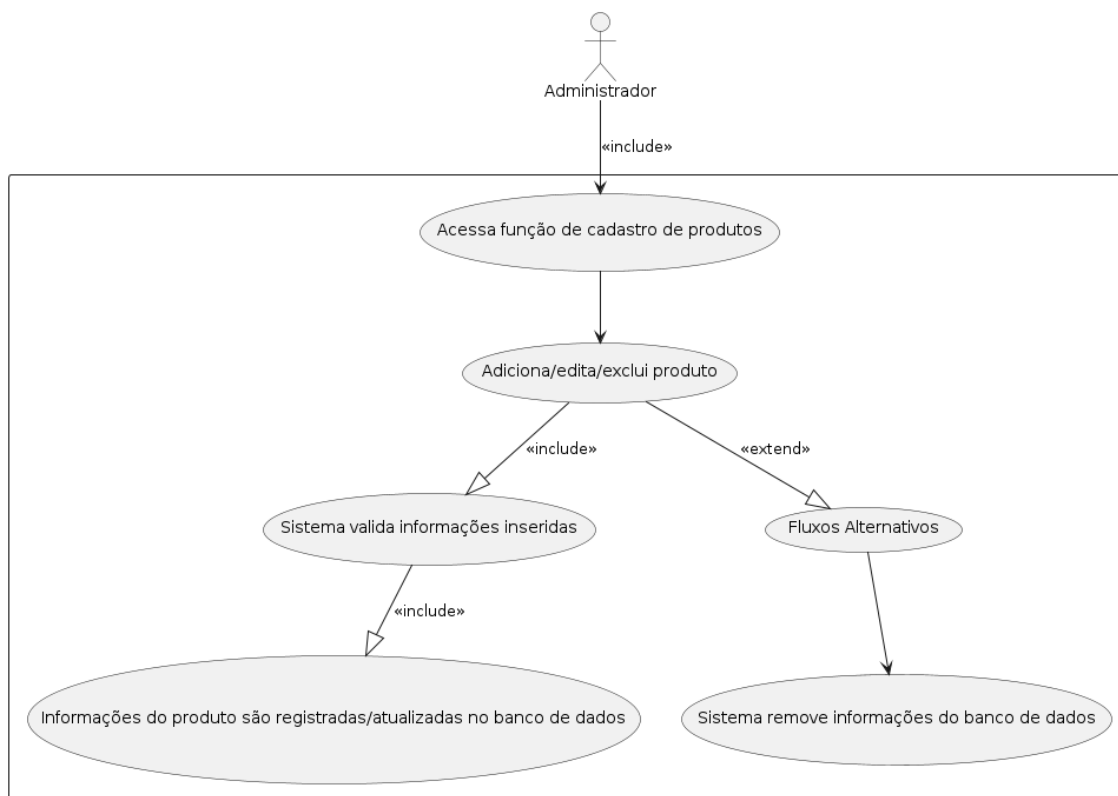 Administrador
«include»
Acessa função de cadastro de produtos
Adiciona/edita/exclui produto
«include»
«extend»
Sistema valida informações inseridas
Fluxos Alternativos
«include»
Informações do produto são registradas/atualizadas no banco de dados
Sistema remove informações do banco de dados